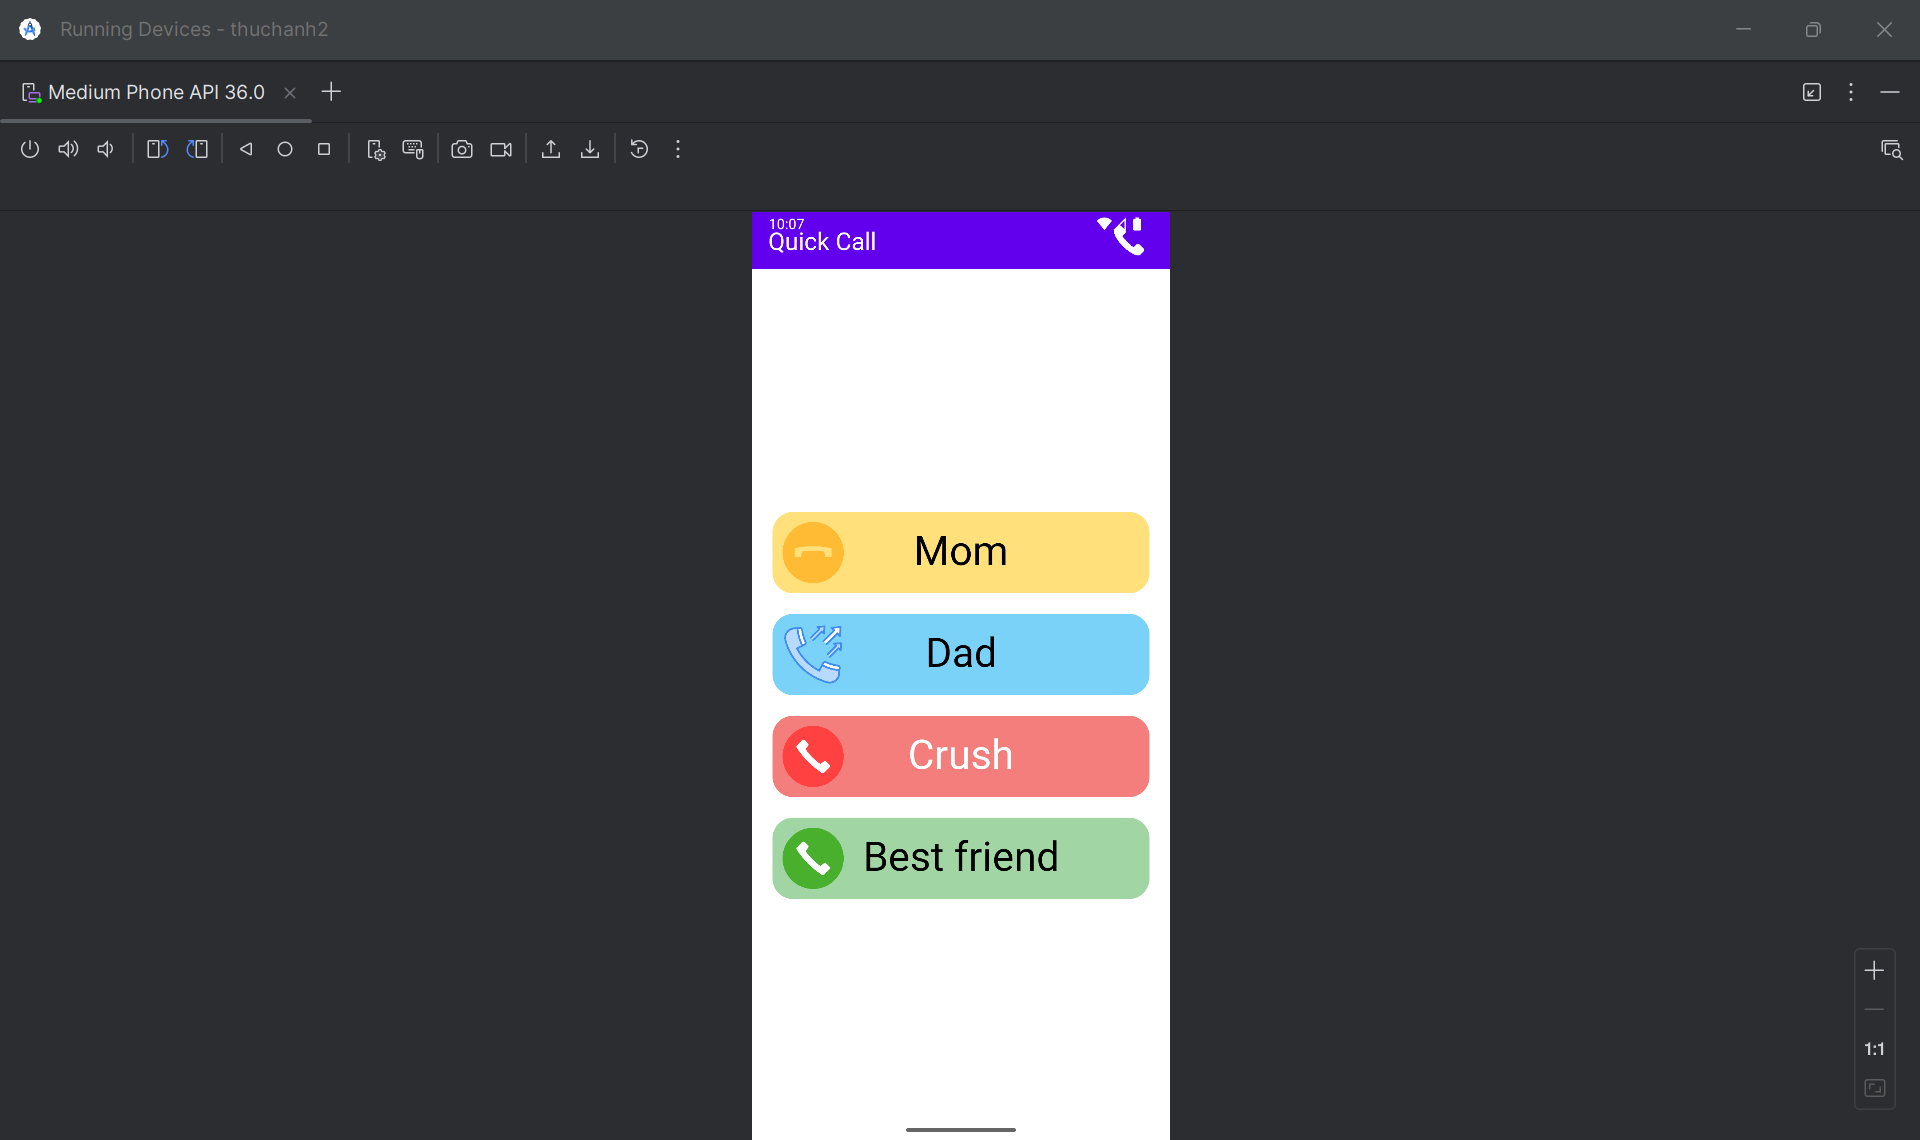 Running Devices - thuchanh2
Medium Phone API 36.0
10:07
Quick Call
Mom
Dad
Crush
Best friend
1:1